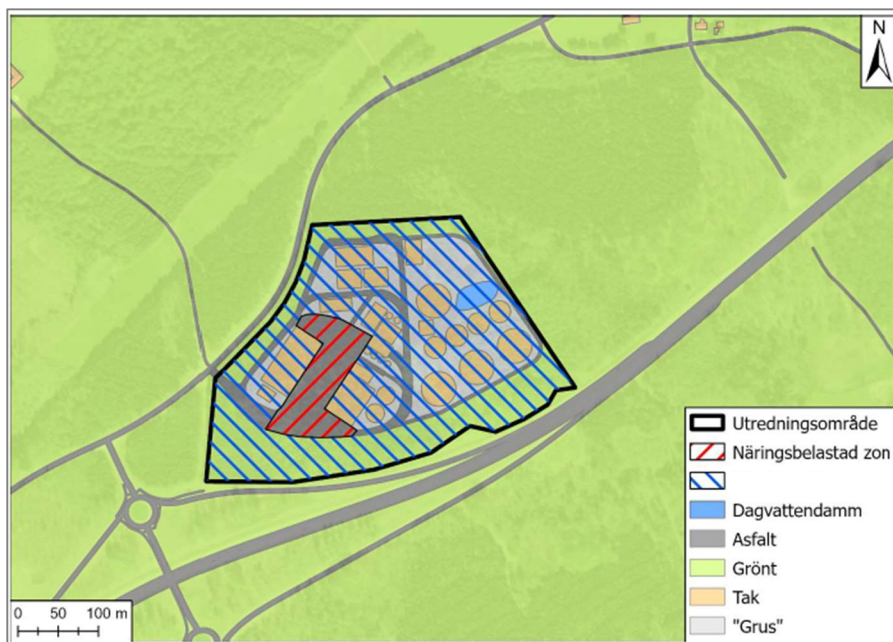 N
Utredningsområde
Näringsbelastad zon
Dagvattendamm
Asfalt
Grönt
Tak
"Grus"
0 50 100 m